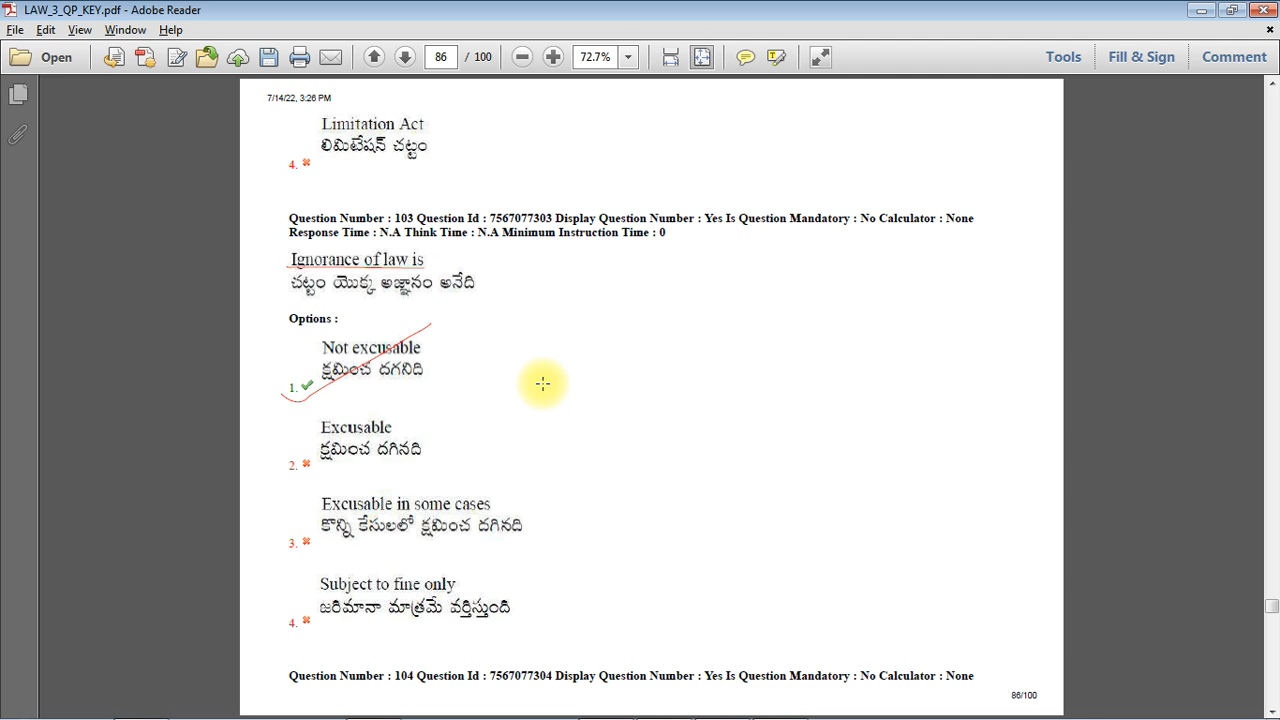 LAW_3_QP_KEY.pdf - Adobe Reader
File Edit View Window Help
Open 86 / 100 72.7% Tools Fill & Sign Comment
7/14/22, 3:26 PM
Limitation Act
లిమిటేషన్ చట్టం
4.
Question Number : 103 Question Id : 7567077303 Display Question Number : Yes Is Question Mandatory : No Calculator : None
Response Time : N.A Think Time : N.A Minimum Instruction Time : 0
Ignorance of law is
చట్టం యొక్క అజ్ఞానం అనేది
Options :
Not excusable
క్షమించ దగనిది
1.
Excusable
క్షమించ దగినది
2.
Excusable in some cases
కొన్ని కేసులలో క్షమించ దగినది
3.
Subject to fine only
జరిమానా మాత్రమే వర్తిస్తుంది
4.
Question Number : 104 Question Id : 7567077304 Display Question Number : Yes Is Question Mandatory : No Calculator : None
86/100